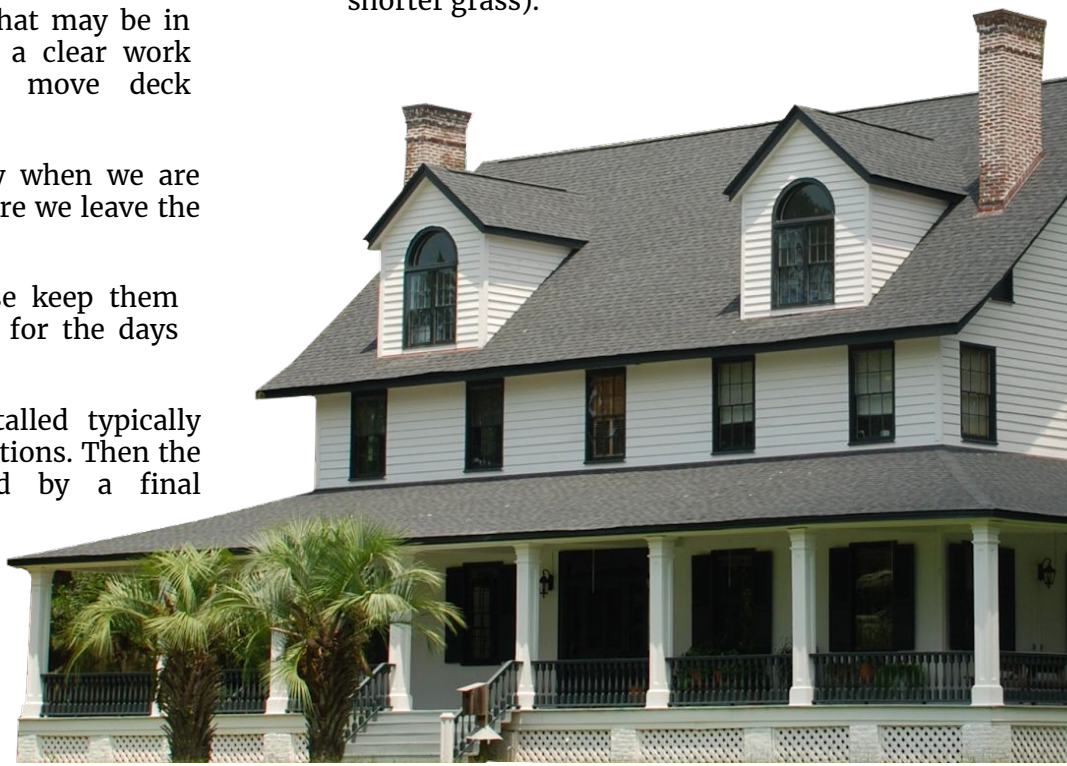 hat may be in
a clear work
move deck
when we are
re we leave the
se keep them
for the days
talled typically
tions. Then the
d by a final
shorter grass).